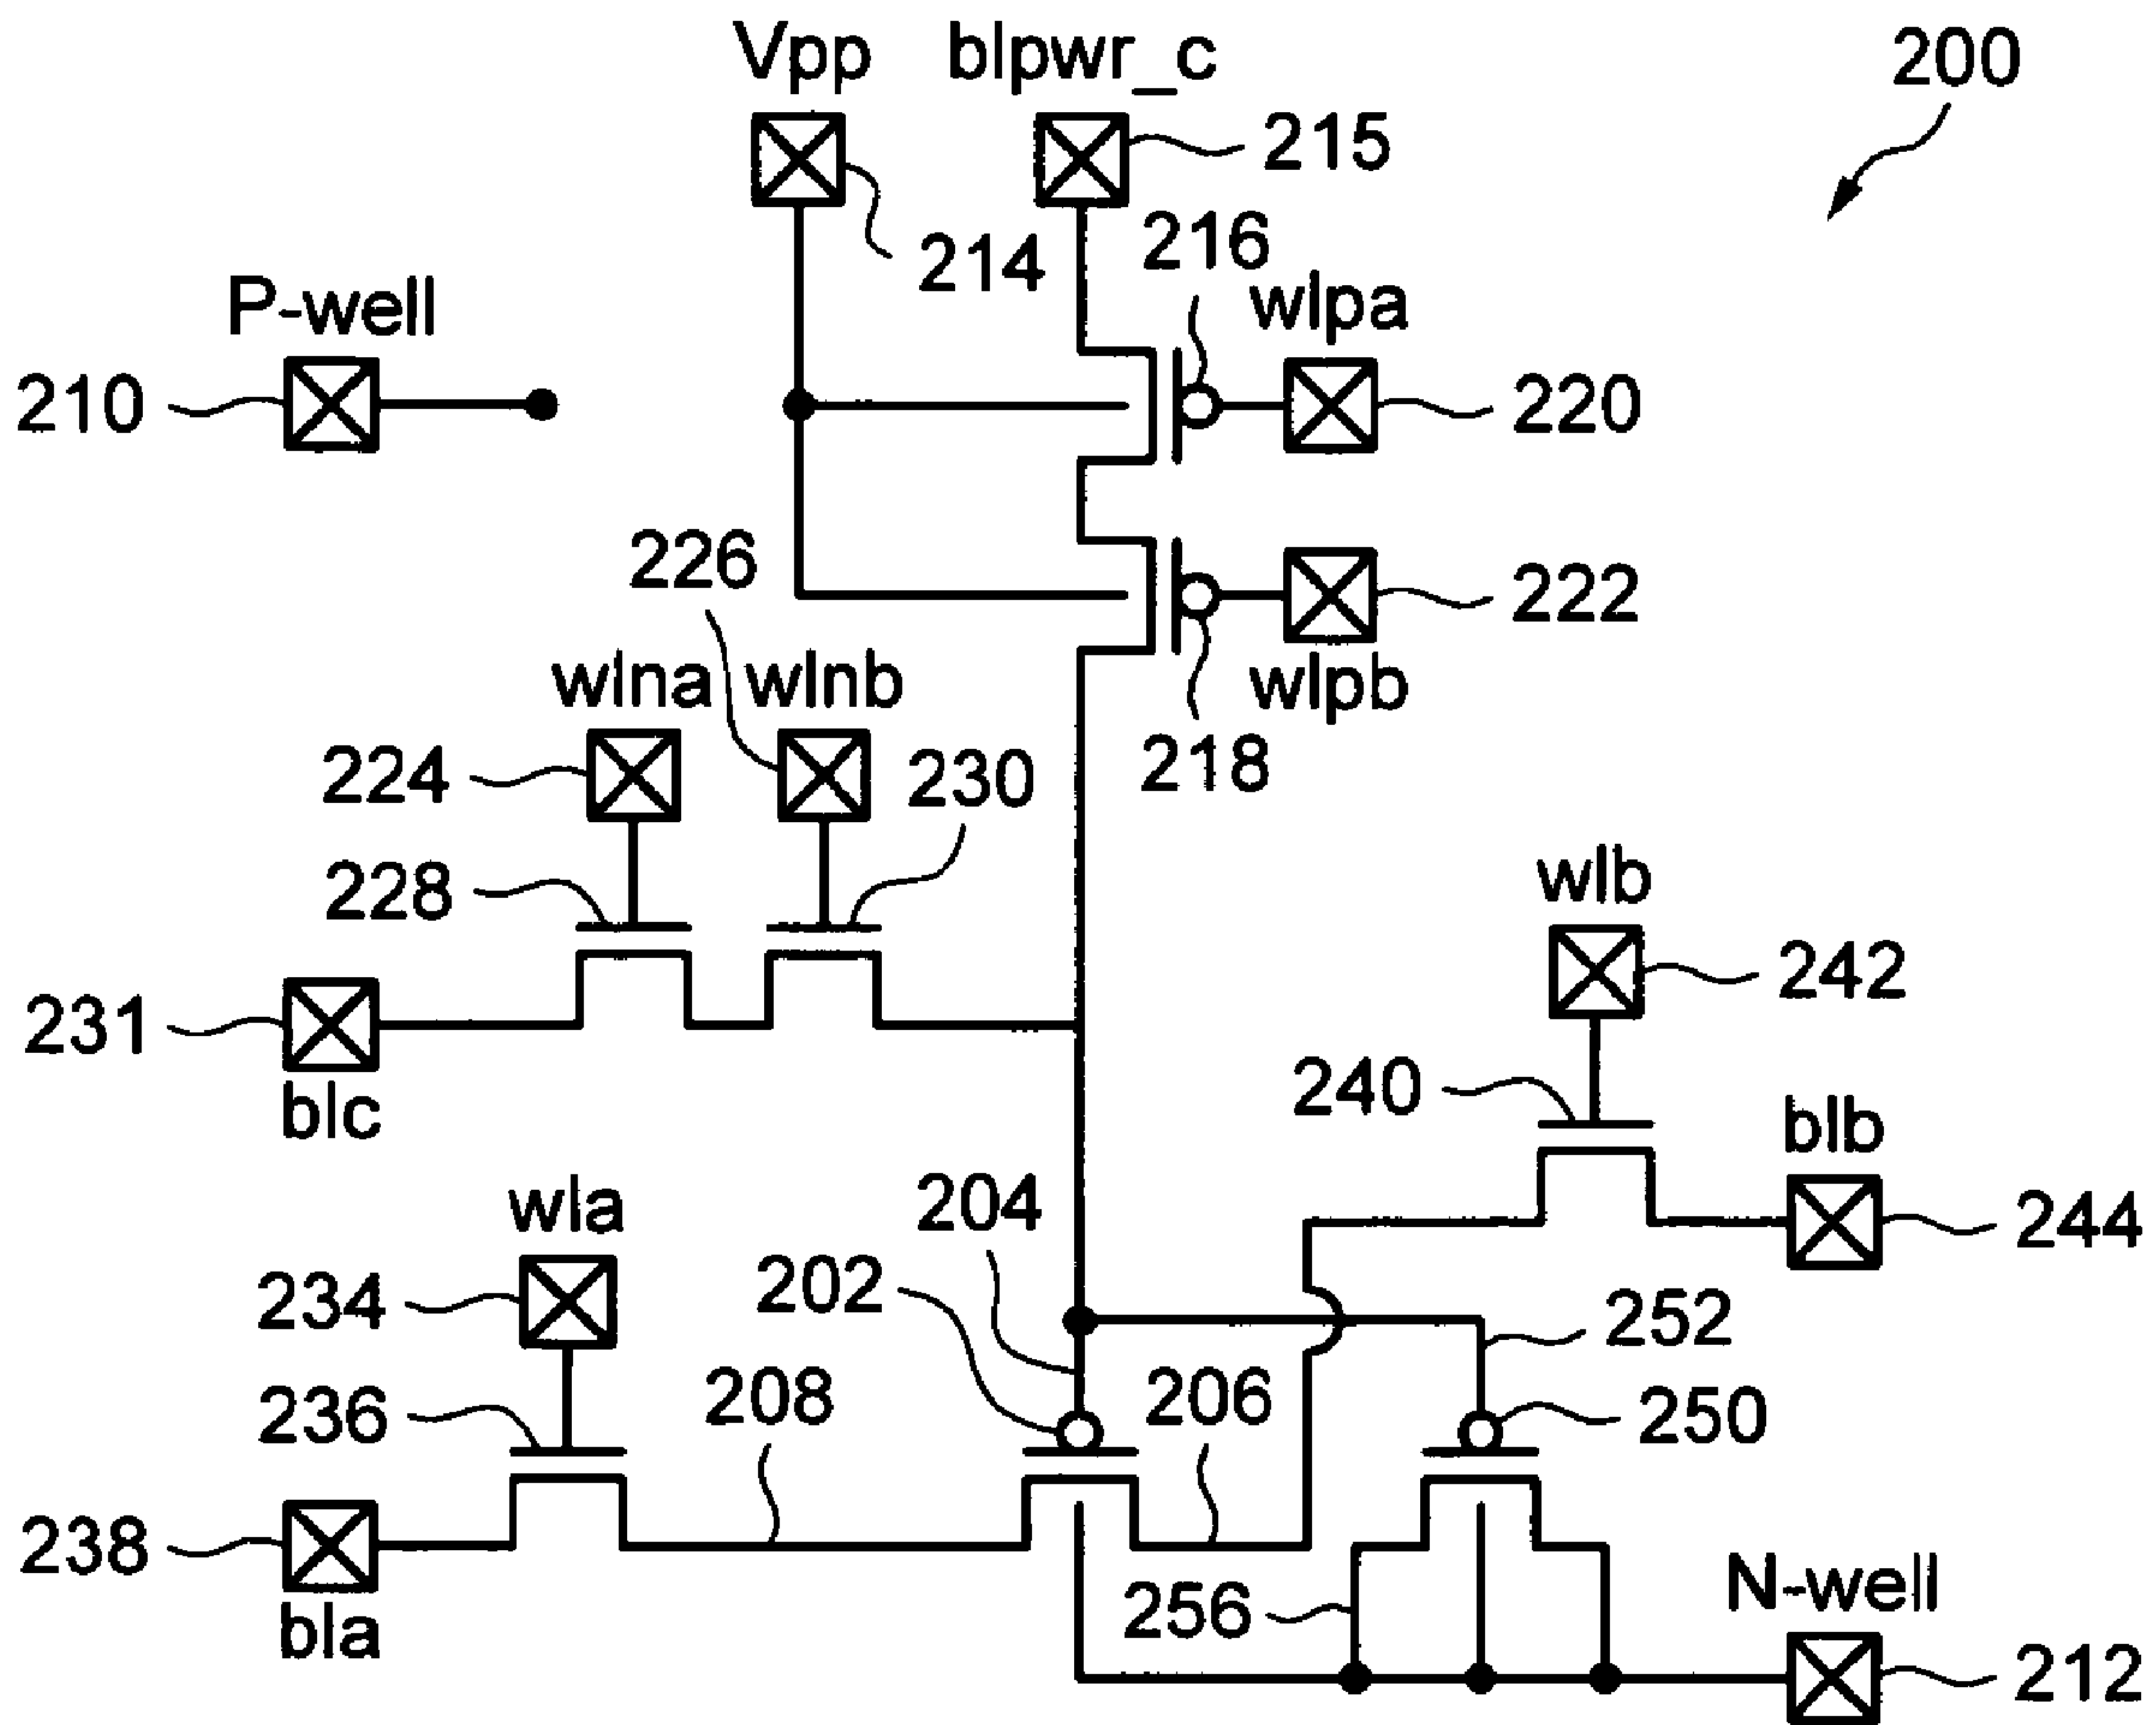 Vpp blpwr_c 200
215
216
214 wlpa
P-well
210 220
226 222
wlna wlnb wlpb
224 230 218
228 wlb
242
231
blc 240
blb
wla 204
202 244
234 252
236 208 206 250
238 N-well
bla 256
212